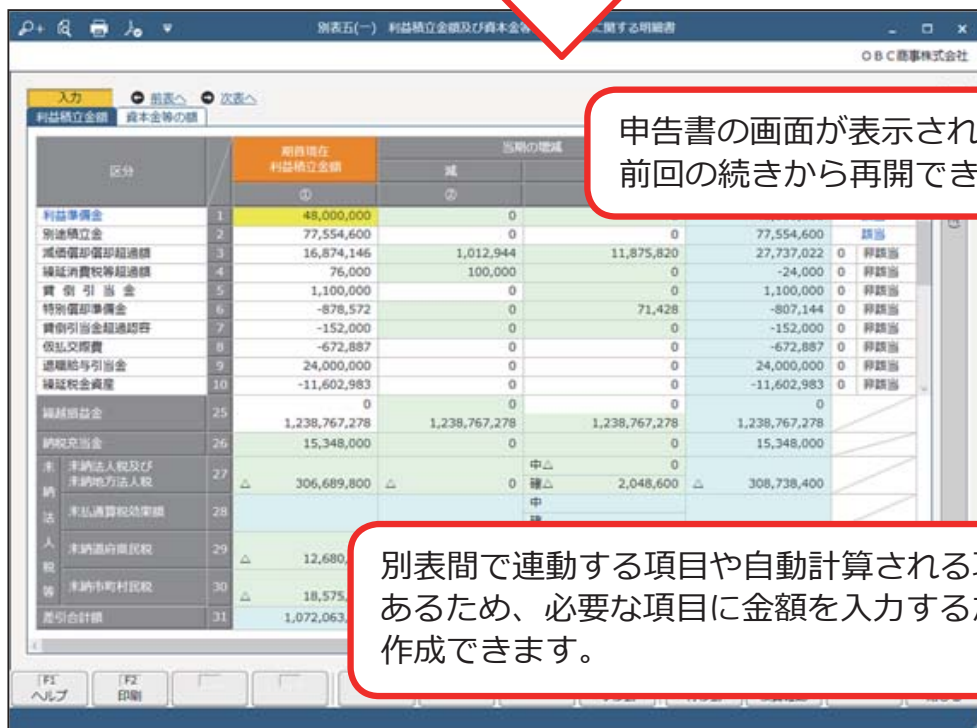 別表五(一) 利益積立金額及び資本金等 に関する明細書
OBC商事株式会社
入力 前表へ 次表へ
利益積立金額 資本金等の額
申告書の画面が表示され
前回の続きから再開でき
区分 期首現在利益積立金額 当期の増減
減
① ②
利益準備金 1 48,000,000 0
別途積立金 2 77,554,600 0 0 77,554,600 該当
減価償却償却超過額 3 16,874,146 1,012,944 11,875,820 27,737,022 0 非該当
繰延消費税等超過額 4 76,000 100,000 0 -24,000 0 非該当
貸倒引当金 5 1,100,000 0 0 1,100,000 0 非該当
特別償却準備金 6 -878,572 0 71,428 -807,144 0 非該当
貸倒引当金超過認容 7 -152,000 0 0 -152,000 0 非該当
仮払交際費 8 -672,887 0 0 -672,887 0 非該当
退職給与引当金 9 24,000,000 0 0 24,000,000 0 非該当
繰延税金資産 10 -11,602,983 0 0 -11,602,983 0 非該当
繰越損益金 25 0 0 0 0
1,238,767,278 1,238,767,278 1,238,767,278 1,238,767,278
納税充当金 26 15,348,000 0 0 15,348,000
未納法人税等
未納法人税及び 中△ 0
未納地方法人税 27 △ 306,689,800 △ 0 確△ 2,048,600 △ 308,738,400
未払通算税効果額 28 中
確
未納道府県民税 29 △ 12,680,
未納市町村民税 30 △ 18,575,
差引合計額 31 1,072,063,
別表間で連動する項目や自動計算される
あるため、必要な項目に金額を入力する
作成できます。
F1 F2
ヘルプ 印刷